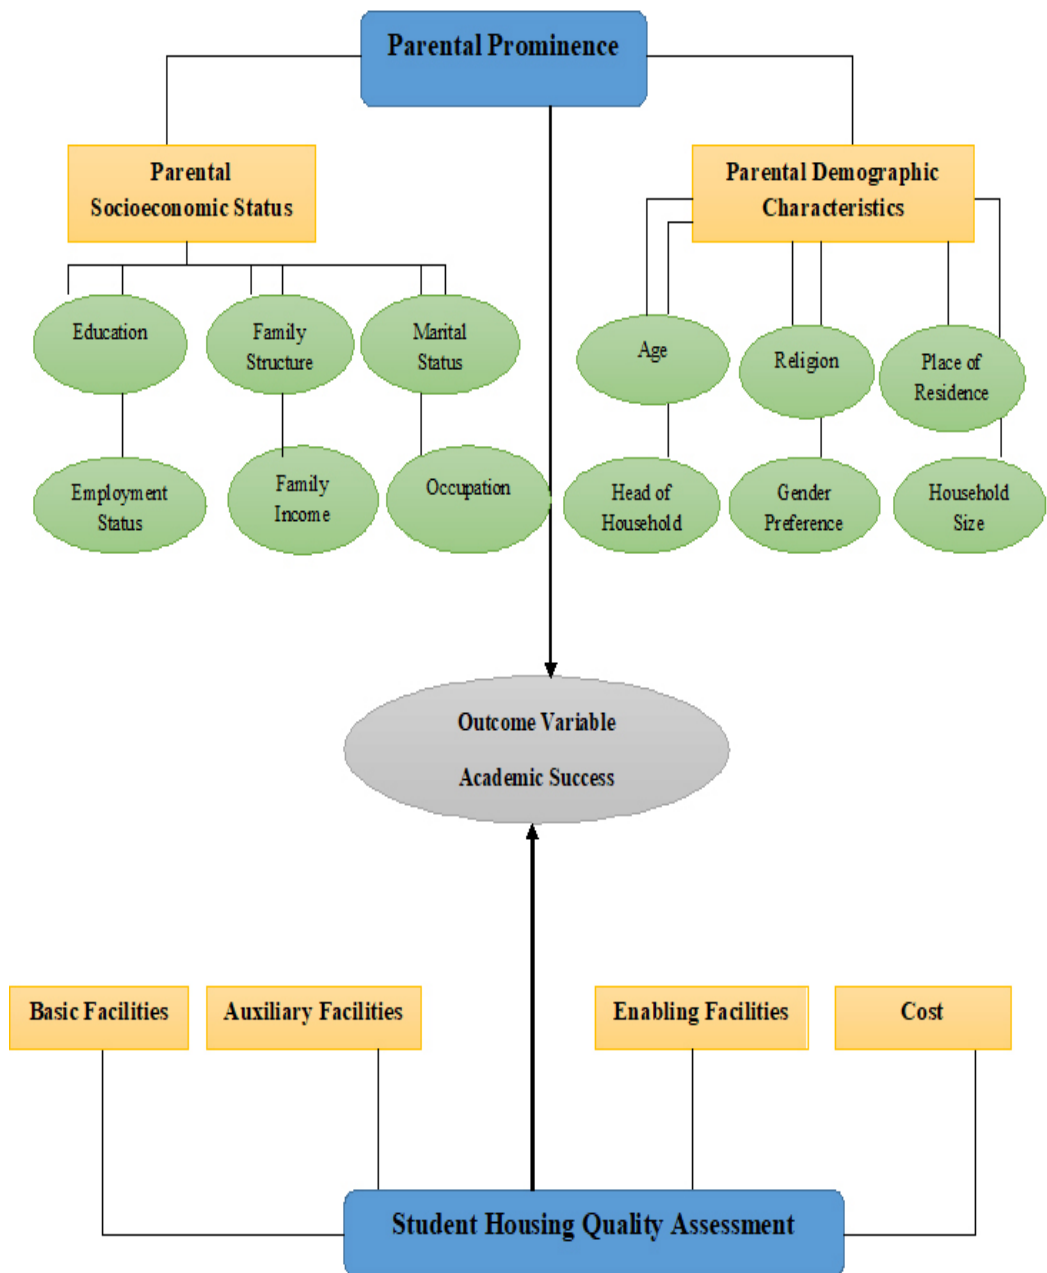 Parental Prominence
Parental
Socioeconomic Status
Parental Demographic
Characteristics
Education
Family
Structure
Marital
Status
Age
Religion
Place of
Residence
Employment
Status
Family
Income
Occupation
Head of
Household
Gender
Preference
Household
Size
Outcome Variable
Academic Success
Basic Facilities
Auxiliary Facilities
Enabling Facilities
Cost
Student Housing Quality Assessment